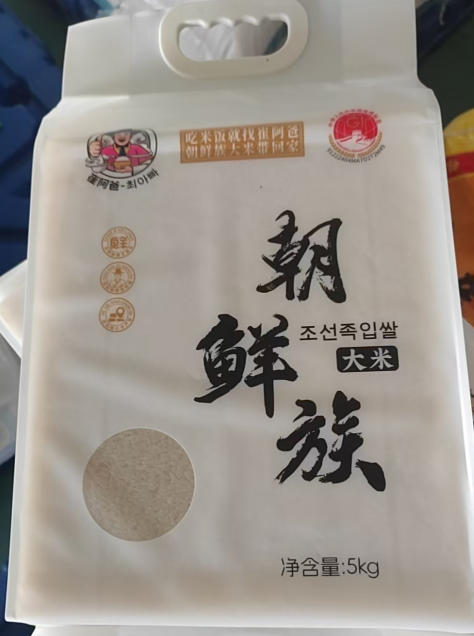 吃米饭就找崔阿爸
朝鲜族大米带回家
崔阿爸-최아빠
鲜
朝
鲜
族
조선족입쌀
大米
净含量:5kg